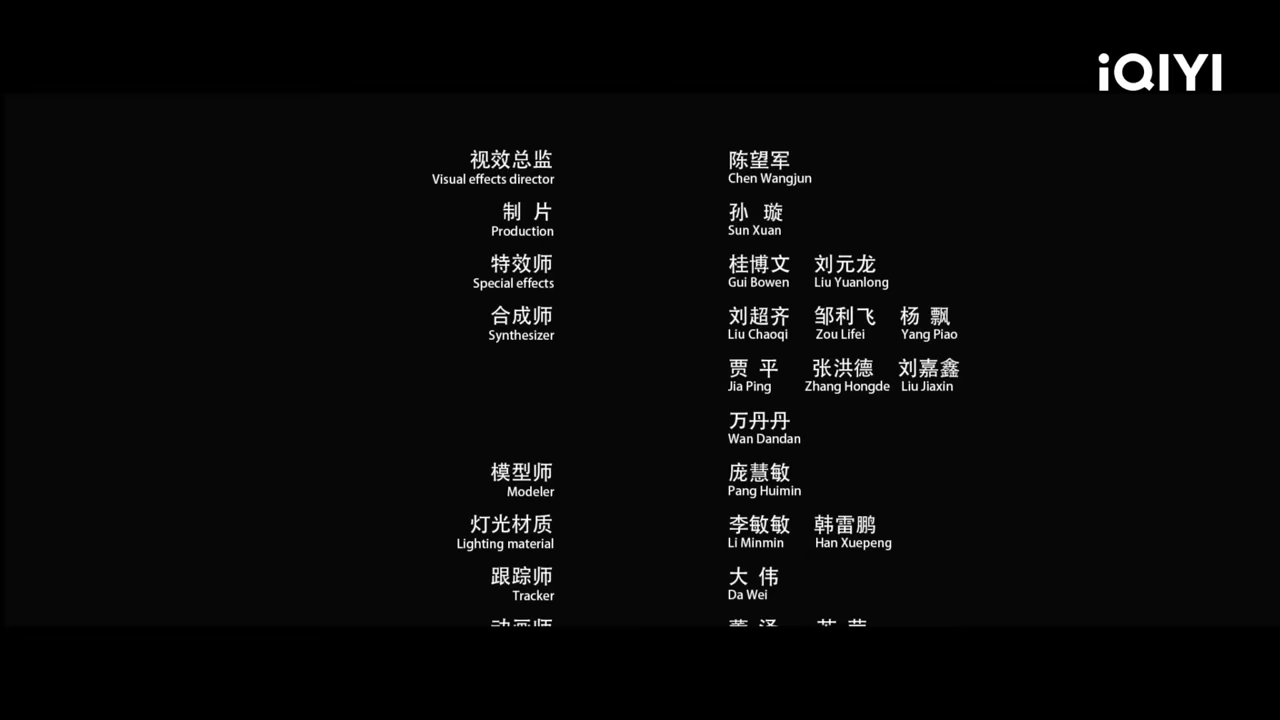 iQIYI
视效总监 陈望军
Visual effects director Chen Wangjun
制 片 孙 璇
Production Sun Xuan
特效师 桂博文 刘元龙
Special effects Gui Bowen Liu Yuanlong
合成师 刘超齐 邹利飞 杨 飘
Synthesizer Liu Chaoqi Zou Lifei Yang Piao
贾 平 张洪德 刘嘉鑫
Jia Ping Zhang Hongde Liu Jiaxin
万丹丹
Wan Dandan
模型师 庞慧敏
Modeler Pang Huimin
灯光材质 李敏敏 韩雷鹏
Lighting material Li Minmin Han Xuepeng
跟踪师 大 伟
Tracker Da Wei